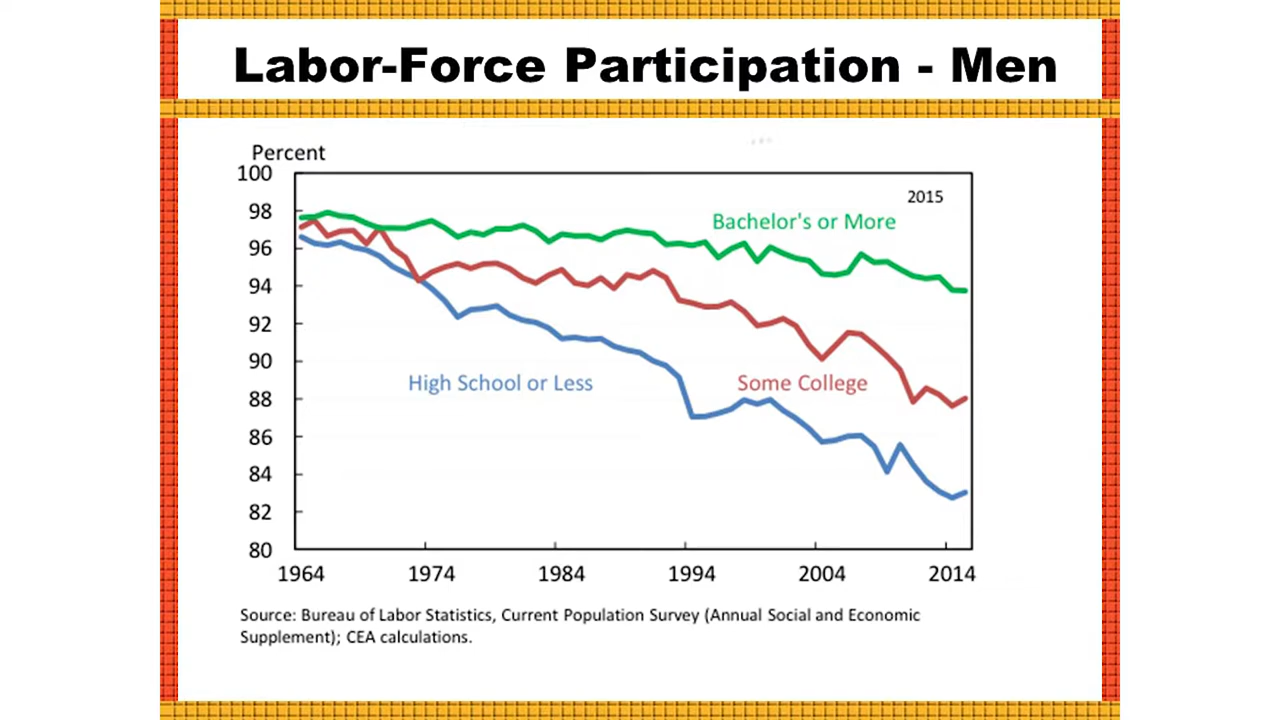 Labor-Force Participation - Men
Percent
100
2015
98
Bachelor's or More
96
94
92
90
High School or Less
Some College
88
86
84
82
80
1964 1974 1984 1994 2004 2014
Source: Bureau of Labor Statistics, Current Population Survey (Annual Social and Economic
Supplement); CEA calculations.